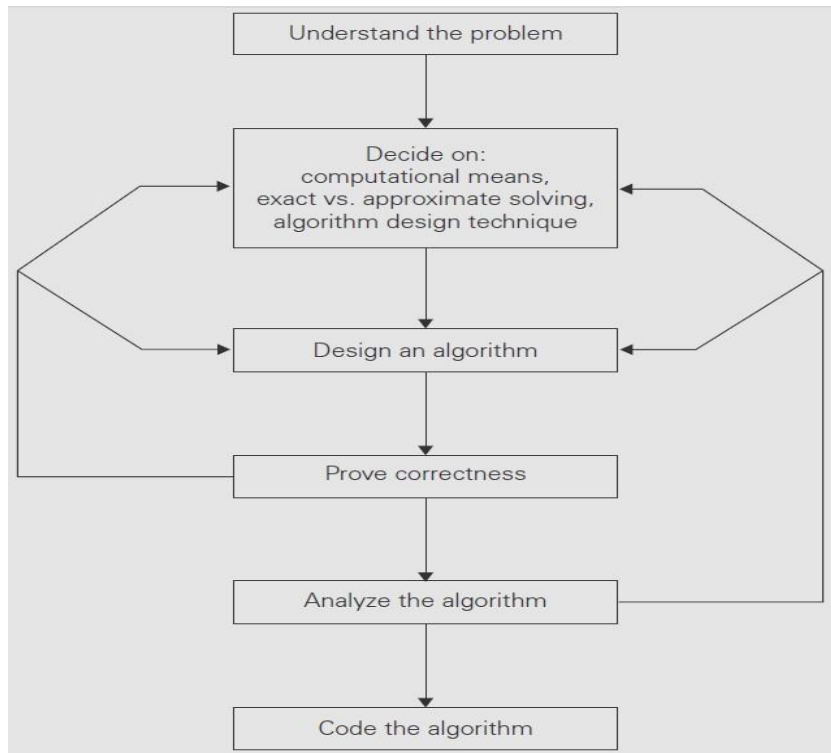 Understand the problem
Decide on:
computational means,
exact vs. approximate solving,
algorithm design technique
Design an algorithm
Prove correctness
Analyze the algorithm
Code the algorithm